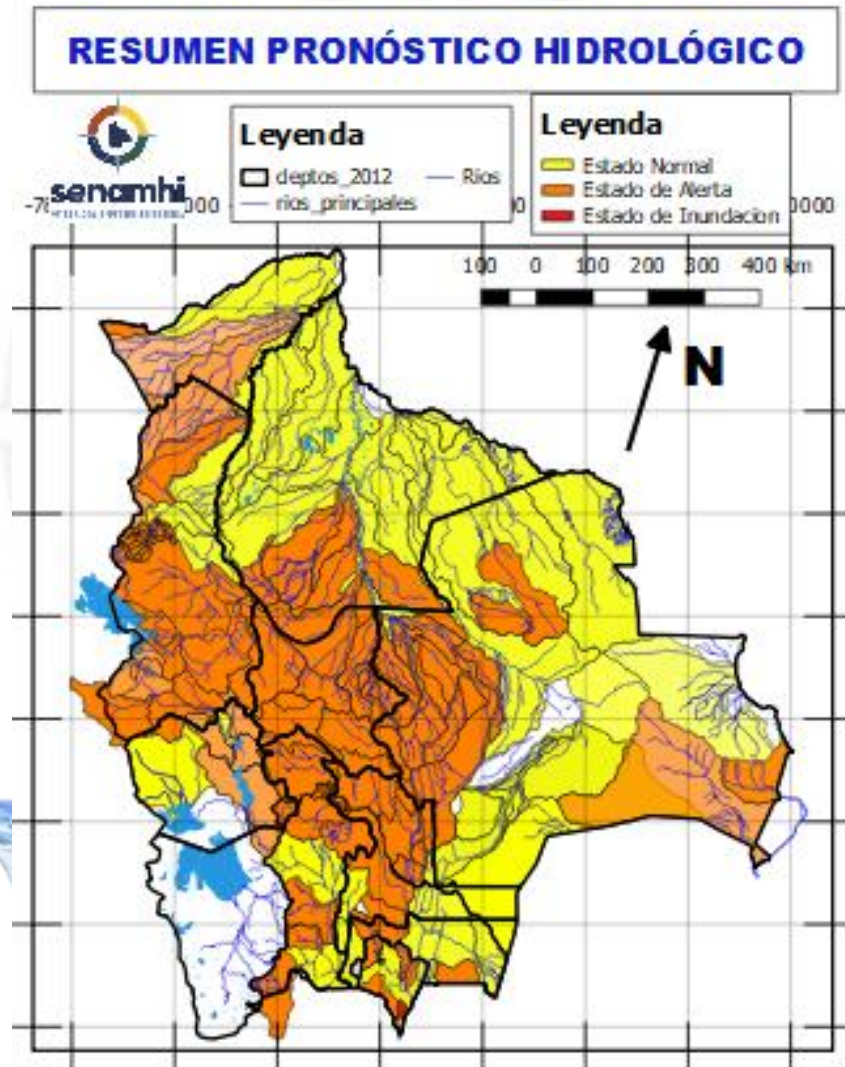 RESUMEN PRONÓSTICO HIDROLÓGICO
senamhi
Leyenda
deptos_2012
Rios
rios_principales
Leyenda
Estado Normal
Estado de Alerta
Estado de Inundacion
100 0 100 200 300 400 km
N